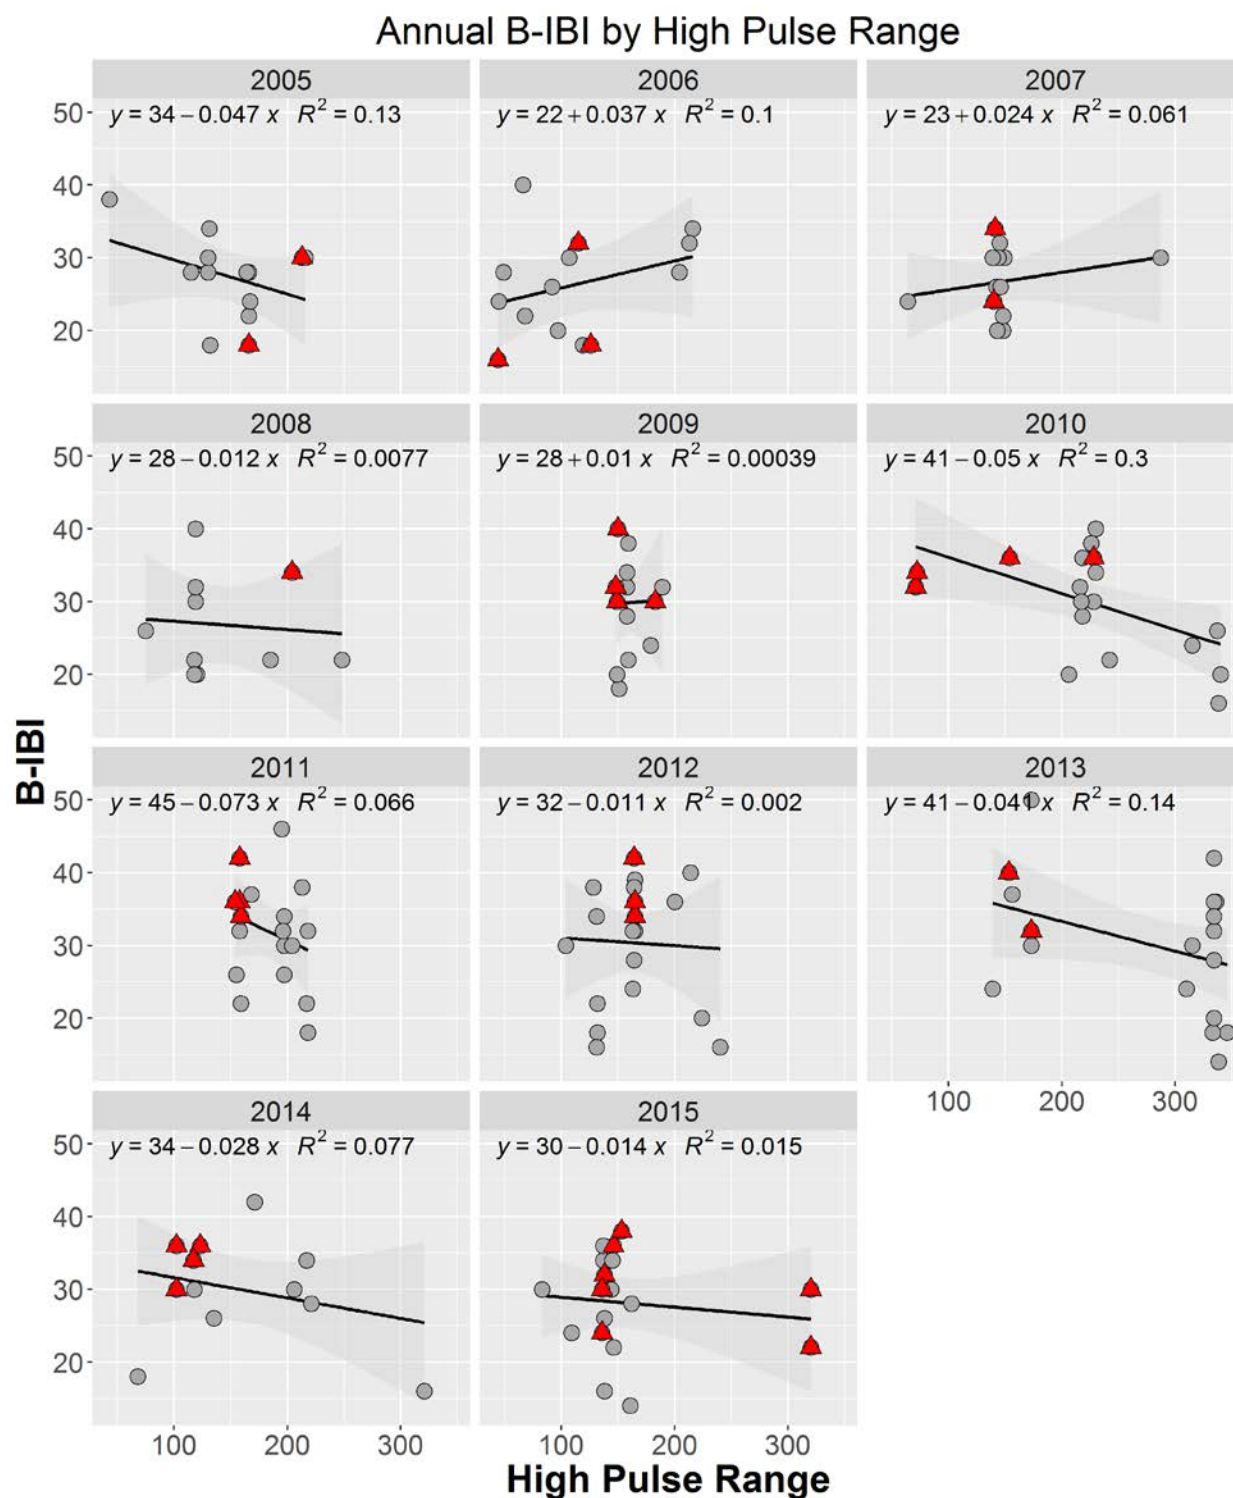 Annual B-IBI by High Pulse Range
2005 2006 2007
y = 34 − 0.047 x R² = 0.13 y = 22 + 0.037 x R² = 0.1 y = 23 + 0.024 x R² = 0.061
50
40
30
20
2008 2009 2010
y = 28 − 0.012 x R² = 0.0077 y = 28 + 0.01 x R² = 0.00039 y = 41 − 0.05 x R² = 0.3
50
40
30
20
B-IBI
2011 2012 2013
y = 45 − 0.073 x R² = 0.066 y = 32 − 0.011 x R² = 0.002 y = 41 − 0.041 x R² = 0.14
50
40
30
20
100 200 300
2014 2015
y = 34 − 0.028 x R² = 0.077 y = 30 − 0.014 x R² = 0.015
50
40
30
20
100 200 300 100 200 300
High Pulse Range